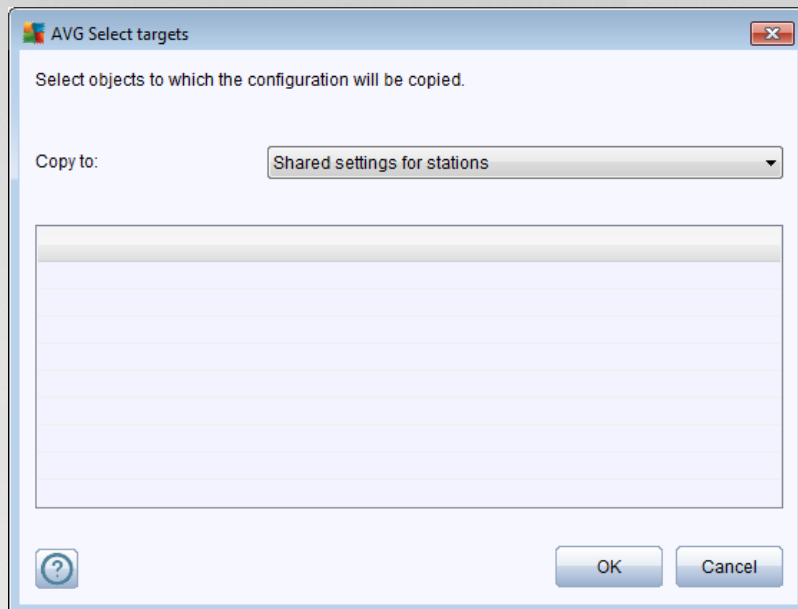 AVG Select targets
Select objects to which the configuration will be copied.
Copy to: Shared settings for stations
?
OK Cancel